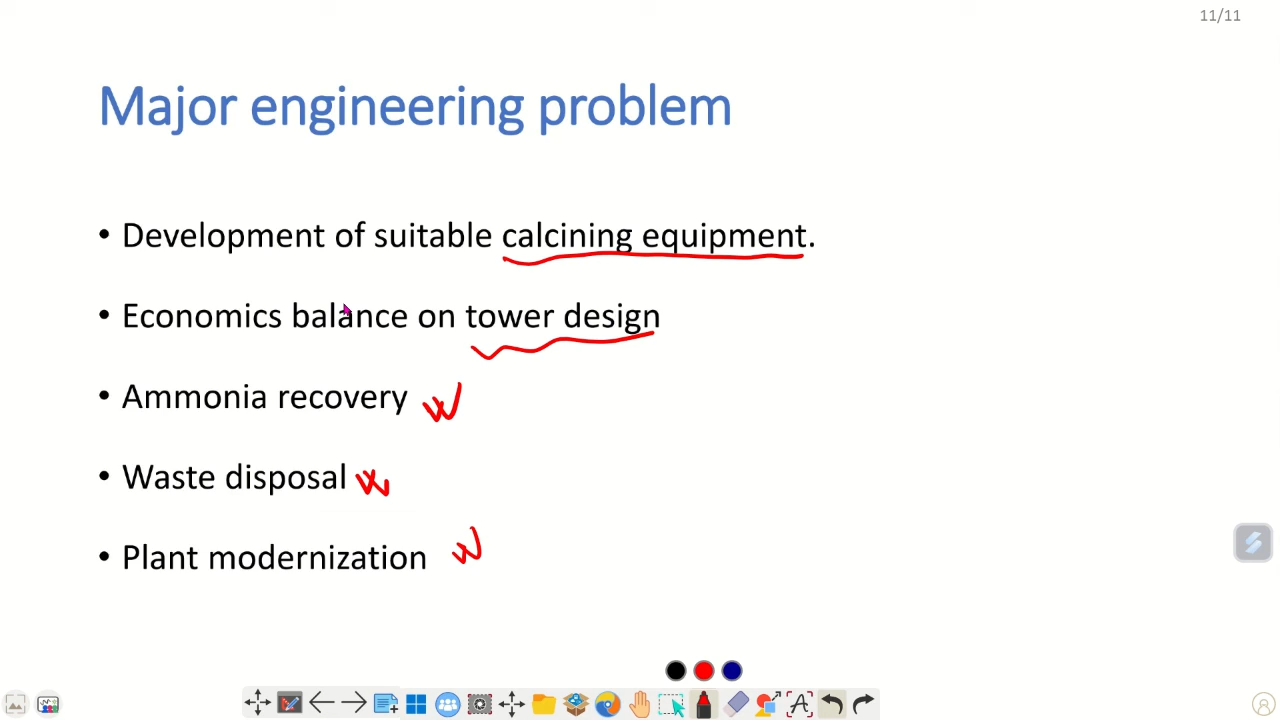 11/11
Major engineering problem
• Development of suitable calcining equipment.
• Economics balance on tower design
• Ammonia recovery
• Waste disposal
• Plant modernization